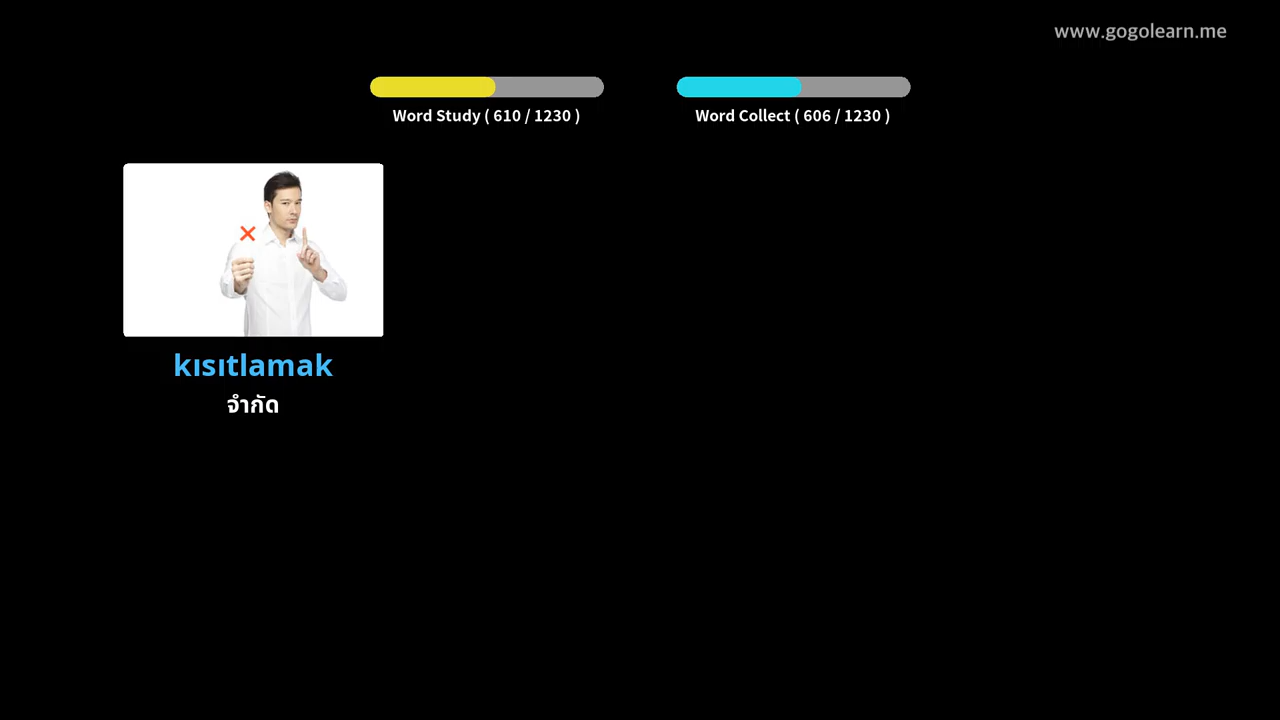 www.gogolearn.me
Word Study ( 610 / 1230 )
Word Collect ( 606 / 1230 )
kısıtlamak
จำกัด